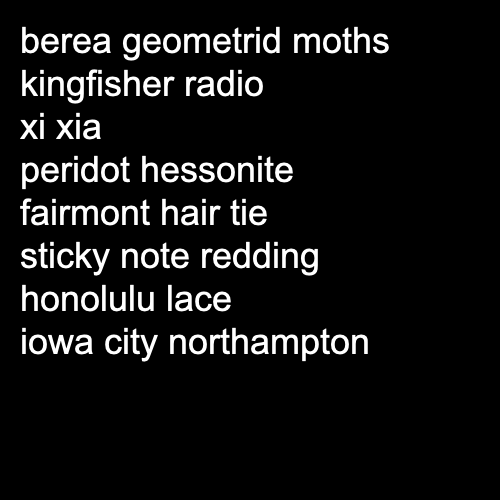 berea geometrid moths
kingfisher radio
xi xia
peridot hessonite
fairmont hair tie
sticky note redding
honolulu lace
iowa city northampton